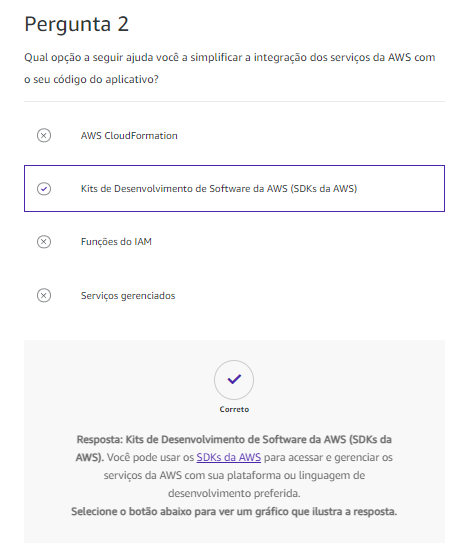 Pergunta 2
Qual opção a seguir ajuda você a simplificar a integração dos serviços da AWS com
o seu código do aplicativo?
AWS CloudFormation
Kits de Desenvolvimento de Software da AWS (SDKs da AWS)
Funções do IAM
Serviços gerenciados
Correto
Resposta: Kits de Desenvolvimento de Software da AWS (SDKs da
AWS). Você pode usar os SDKs da AWS para acessar e gerenciar os
serviços da AWS com sua plataforma ou linguagem de
desenvolvimento preferida.
Selecione o botão abaixo para ver um gráfico que ilustra a resposta.